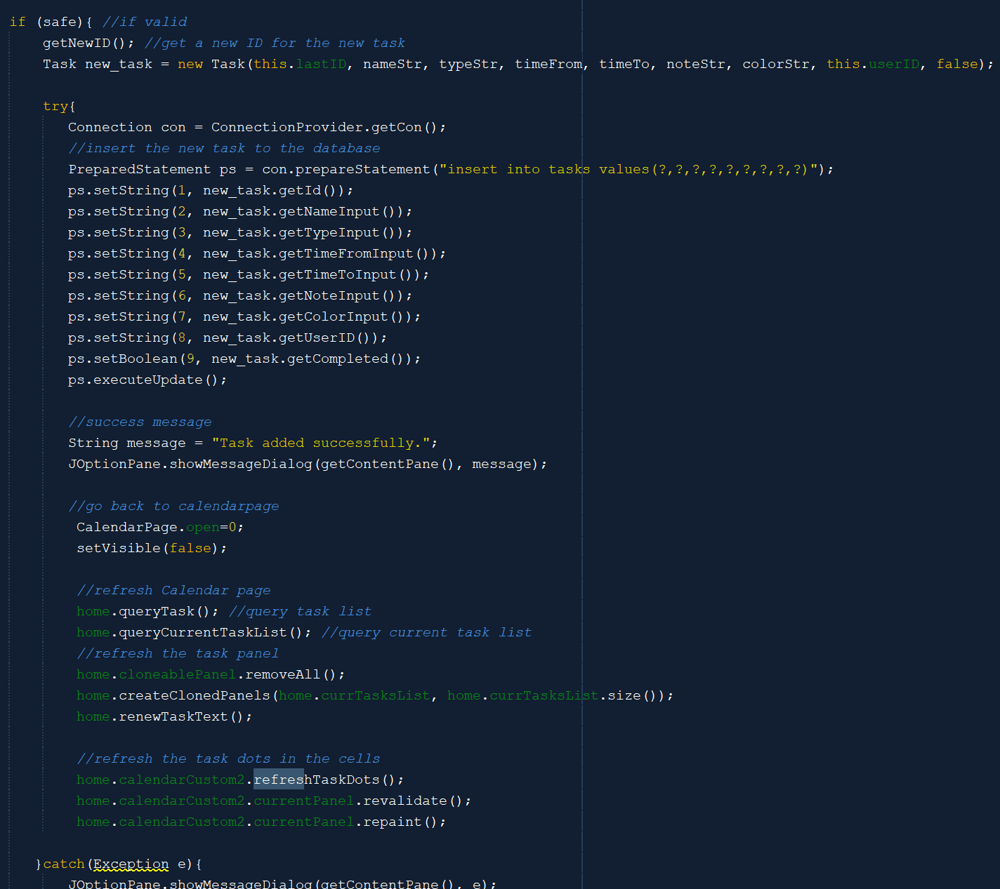 if (safe){ //if valid
getNewID(); //get a new ID for the new task
Task new_task = new Task(this.lastID, nameStr, typeStr, timeFrom, timeTo, noteStr, colorStr, this.userID, false);
try{
Connection con = ConnectionProvider.getCon();
//insert the new task to the database
PreparedStatement ps = con.prepareStatement("insert into tasks values(?,?,?,?,?,?,?,?,?)");
ps.setString(1, new_task.getId());
ps.setString(2, new_task.getNameInput());
ps.setString(3, new_task.getTypeInput());
ps.setString(4, new_task.getTimeFromInput());
ps.setString(5, new_task.getTimeToInput());
ps.setString(6, new_task.getNoteInput());
ps.setString(7, new_task.getColorInput());
ps.setString(8, new_task.getUserID());
ps.setBoolean(9, new_task.getCompleted());
ps.executeUpdate();
//success message
String message = "Task added successfully.";
JOptionPane.showMessageDialog(getContentPane(), message);
//go back to calendarpage
CalendarPage.open=0;
setVisible(false);
//refresh Calendar page
home.queryTask(); //query task list
home.queryCurrentTaskList(); //query current task list
//refresh the task panel
home.cloneablePanel.removeAll();
home.createClonedPanels(home.currTasksList, home.currTasksList.size());
home.renewTaskText();
//refresh the task dots in the cells
home.calendarCustom2.refreshTaskDots();
home.calendarCustom2.currentPanel.revalidate();
home.calendarCustom2.currentPanel.repaint();
}catch(Exception e){
JOptionPane.showMessageDialog(getContentPane(), e);